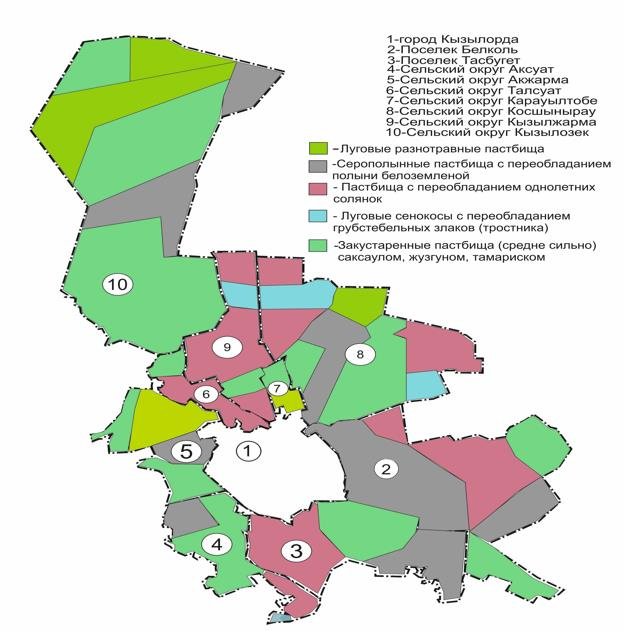 1-город Кызылорда
2-Поселек Белколь
3-Поселек Тасбугет
4-Сельский округ Аксуат
5-Сельский округ Акжарма
6-Сельский округ Талсуат
7-Сельский округ Карауылтобе
8-Сельский округ Косшынырау
9-Сельский округ Кызылжарма
10-Сельский округ Кызылозек
–Луговые разнотравные пастбища
-Серополынные пастбища с переобладанием
полыни белоземленой
- Пастбища с переобладанием однолетних
солянок
- Луговые сенокосы с переобладанием
грубстебельных злаков (тростника)
-Закустаренные пастбища (средне сильно)
саксаулом, жузгуном, тамариском
10
9
8
7
6
1
5
2
4
3